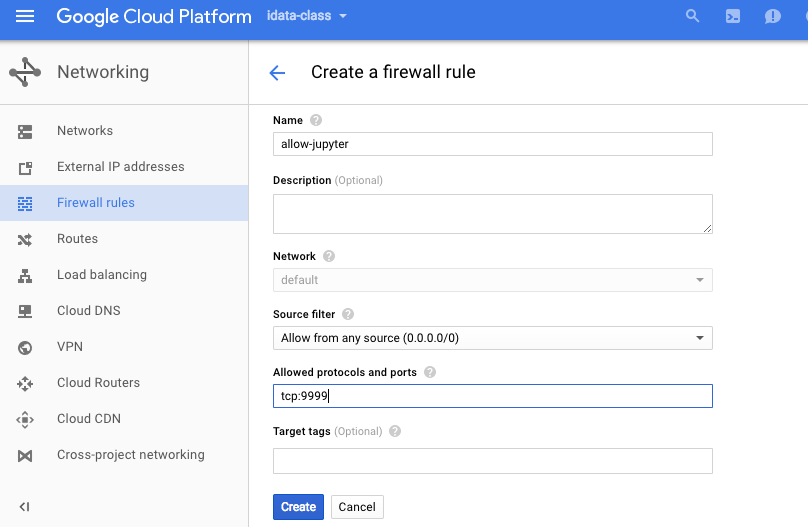 Google Cloud Platform idata-class
Networking
Create a firewall rule
Networks
External IP addresses
Firewall rules
Routes
Load balancing
Cloud DNS
VPN
Cloud Routers
Cloud CDN
Cross-project networking
Name
allow-jupyter
Description (Optional)
Network
default
Source filter
Allow from any source (0.0.0.0/0)
Allowed protocols and ports
tcp:9999
Target tags (Optional)
Create Cancel